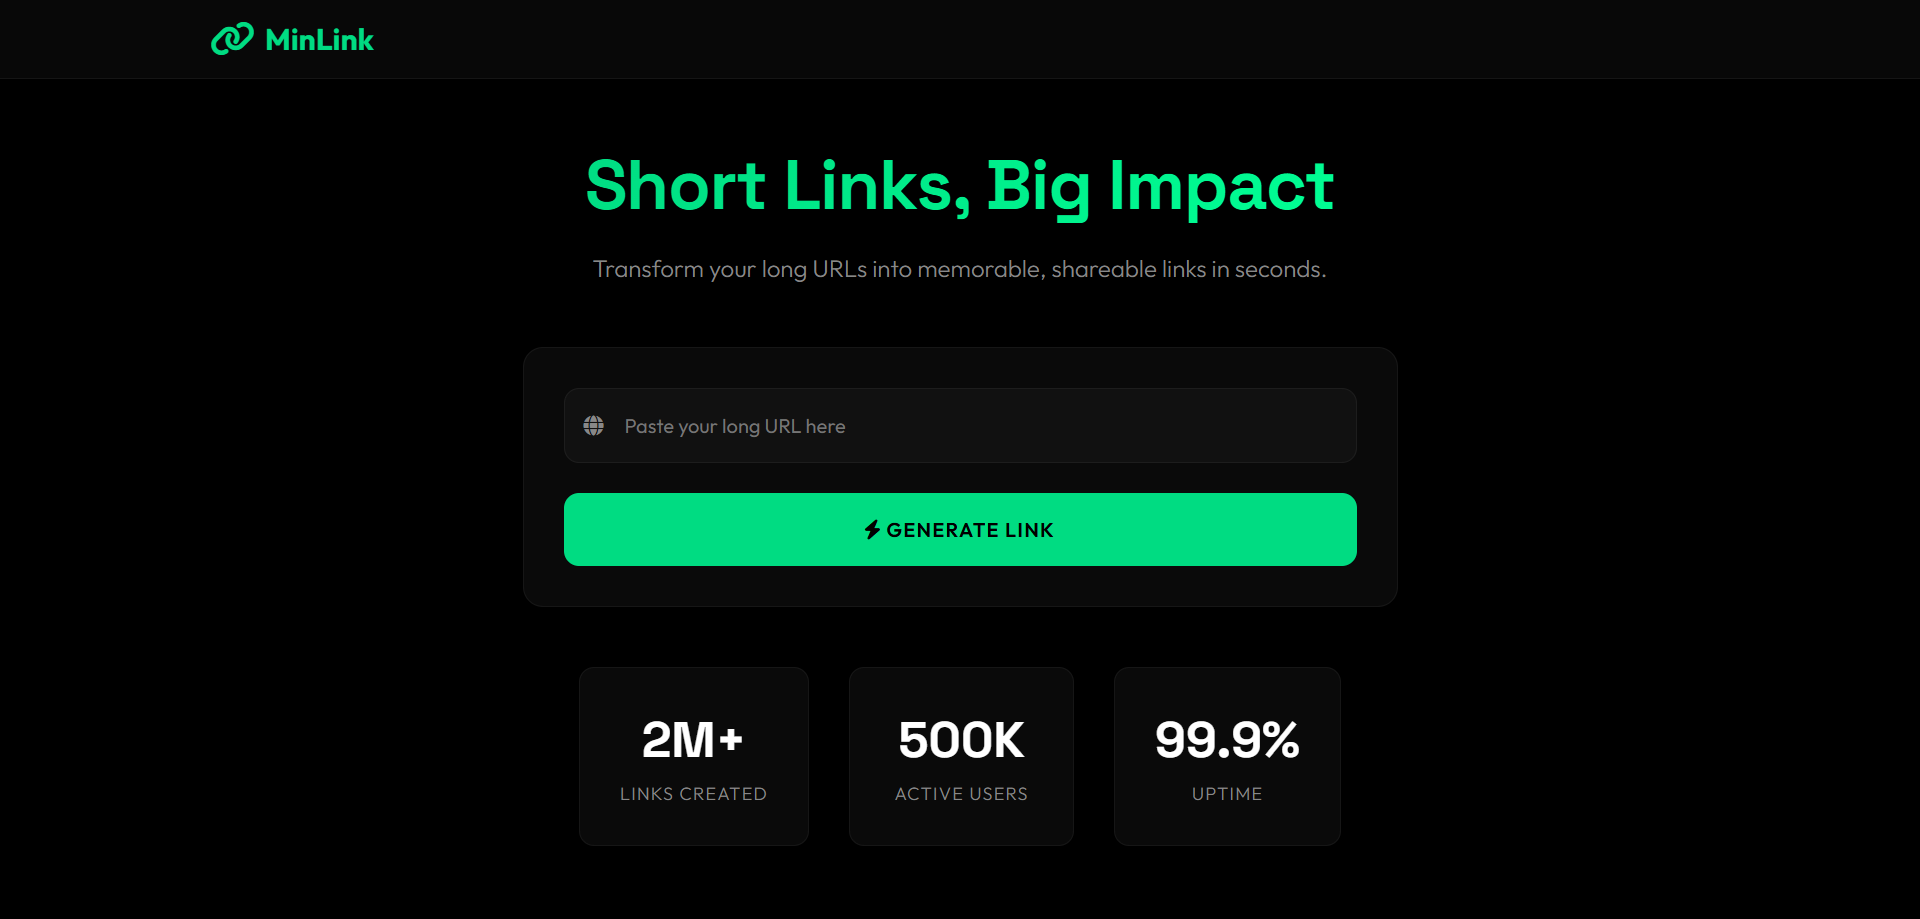 MinLink
Short Links, Big Impact
Transform your long URLs into memorable, shareable links in seconds.
Paste your long URL here
GENERATE LINK
2M+
LINKS CREATED
500K
ACTIVE USERS
99.9%
UPTIME